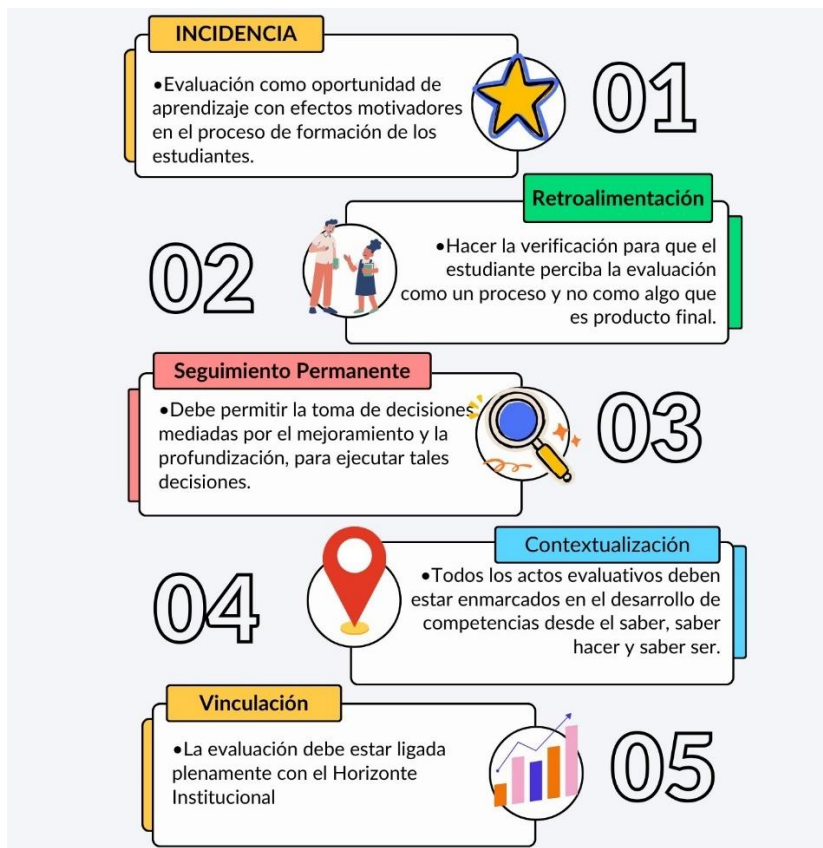 INCIDENCIA
•Evaluación como oportunidad de
aprendizaje con efectos motivadores
en el proceso de formación de los
estudiantes.
01
Retroalimentación
02
•Hacer la verificación para que el
estudiante perciba la evaluación
como un proceso y no como algo que
es producto final.
Seguimiento Permanente
•Debe permitir la toma de decisiones
mediadas por el mejoramiento y la
profundización, para ejecutar tales
decisiones.
03
Contextualización
04
•Todos los actos evaluativos deben
estar enmarcados en el desarrollo de
competencias desde el saber, saber
hacer y saber ser.
Vinculación
•La evaluación debe estar ligada
plenamente con el Horizonte
Institucional
05